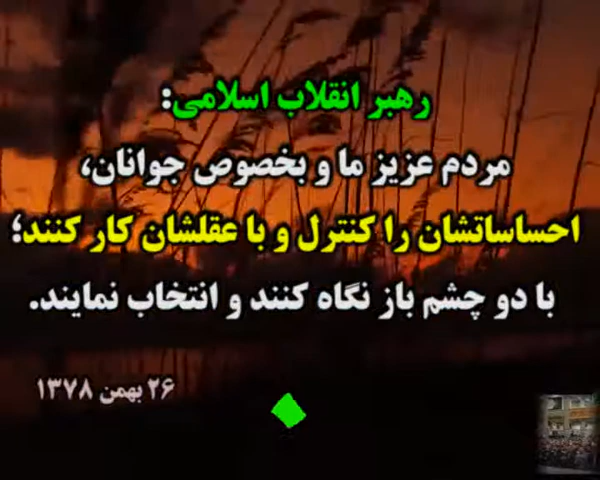 رهبر انقلاب اسلامی:
مردم عزیز ما و بخصوص جوانان،
احساساتشان را کنترل و با عقلشان کار کنند؛
با دو چشم باز نگاه کنند و انتخاب نمایند.
۲۶ بهمن ۱۳۷۸